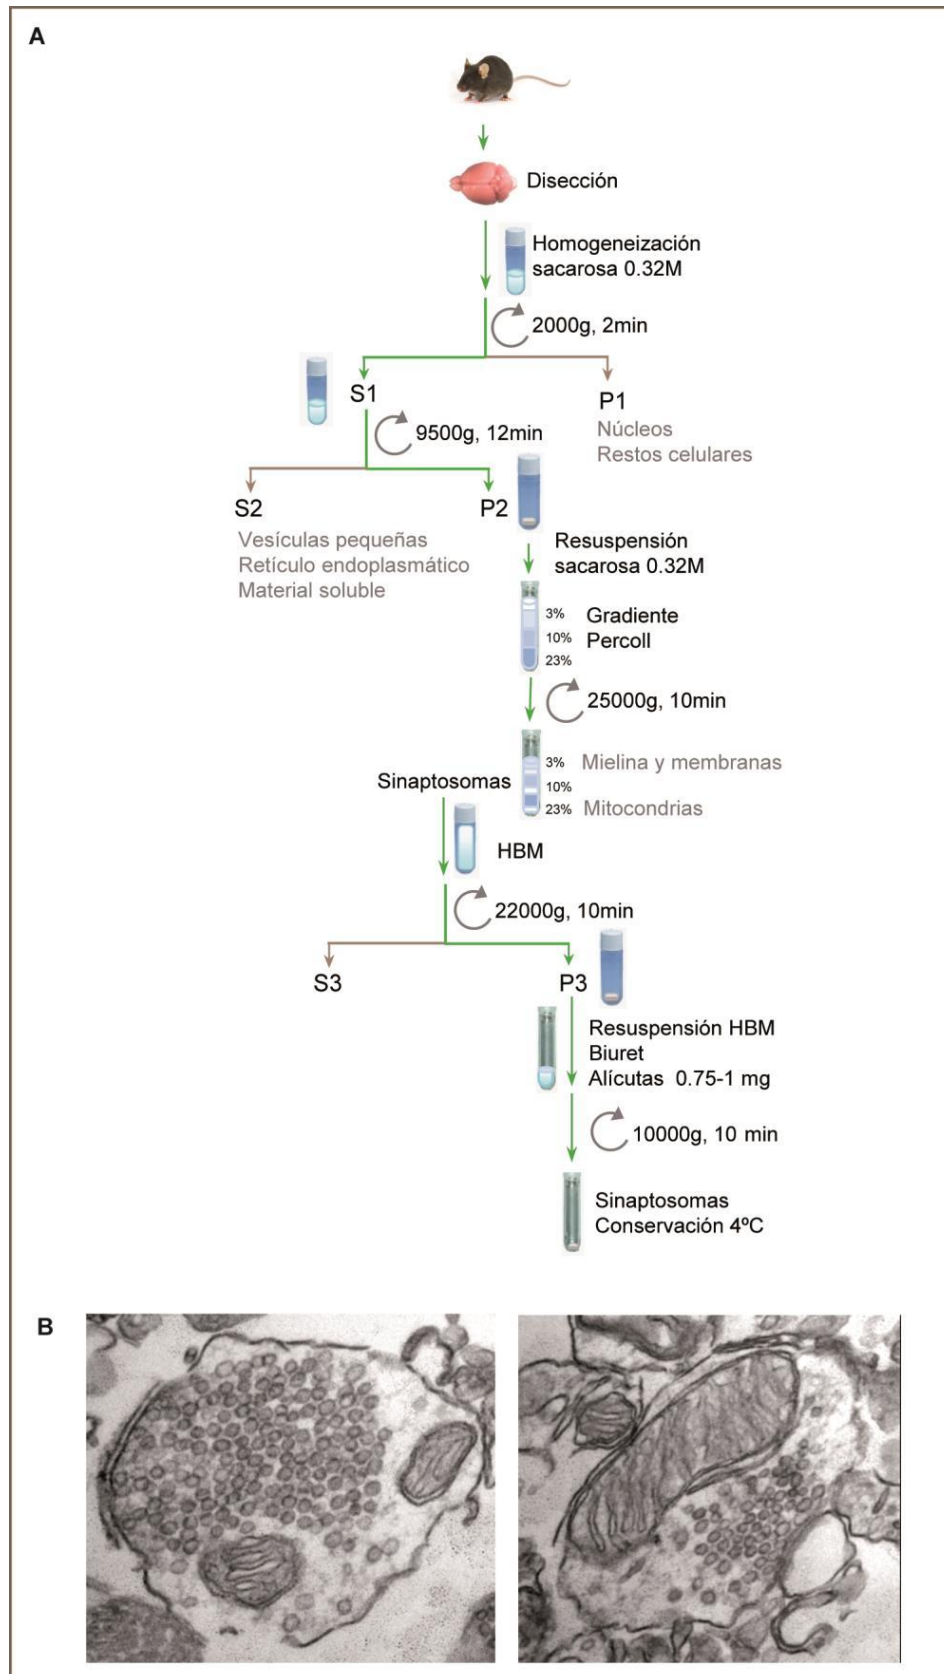 A
Disección
Homogeneización
sacarosa 0.32M
2000g, 2min
S1
P1
Núcleos
Restos celulares
9500g, 12min
S2
P2
Vesículas pequeñas
Retículo endoplasmático
Material soluble
Resuspensión
sacarosa 0.32M
3%
10%
23%
Gradiente
Percoll
25000g, 10min
3%
10%
23%
Mielina y membranas
Mitocondrias
Sinaptosomas
HBM
22000g, 10min
S3
P3
Resuspensión HBM
Biuret
Alícutas 0.75-1 mg
10000g, 10 min
Sinaptosomas
Conservación 4ºC
B